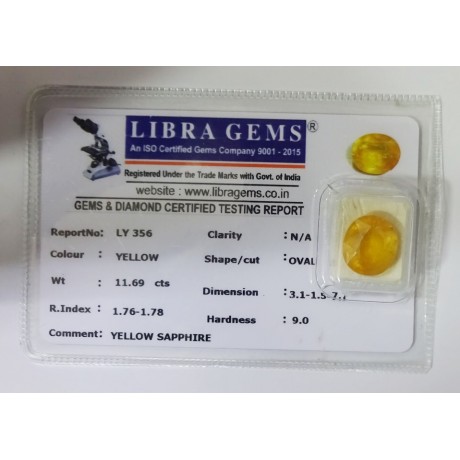 LIBRA GEMS®
An ISO Certified Gems Company 9001 - 2015
Registered Under the Trade Marks with Govt. of India
website : www.libragems.co.in
GEMS & DIAMOND CERTIFIED TESTING REPORT
ReportNo: LY 356 Clarity : N/A
Colour : YELLOW Shape/cut : OVAL
Wt : 11.69 cts Dimension :
R.Index : 1.76-1.78 Hardness : 9.0
Comment: YELLOW SAPPHIRE